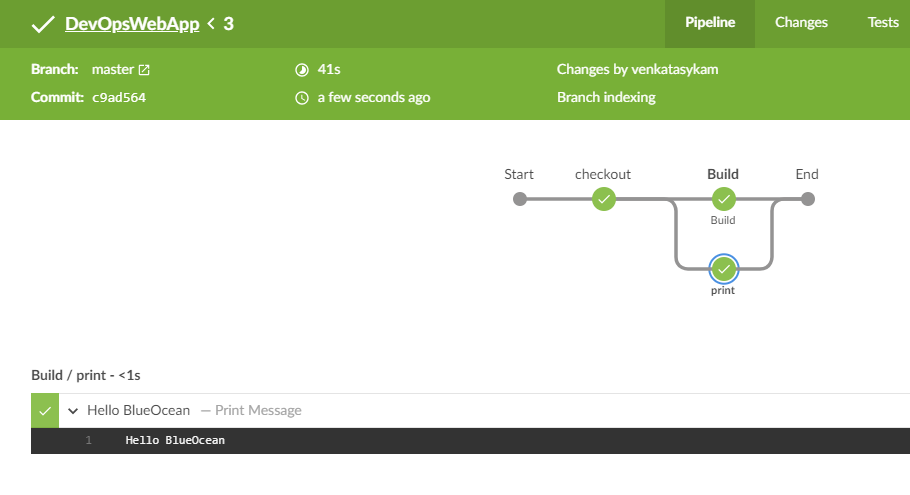 DevOpsWebApp < 3
Pipeline
Changes
Tests
Branch: master
41s
Changes by venkatasykam
Commit: c9ad564
a few seconds ago
Branch indexing
Start
checkout
Build
End
Build
print
Build / print - <1s
Hello BlueOcean — Print Message
1 Hello BlueOcean